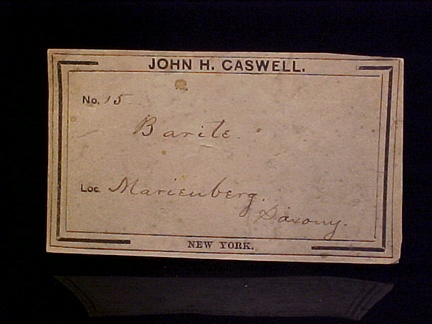 JOHN H. CASWELL.
No. 15
Barite.
Loc. Marienberg.
Saxony.
NEW YORK.